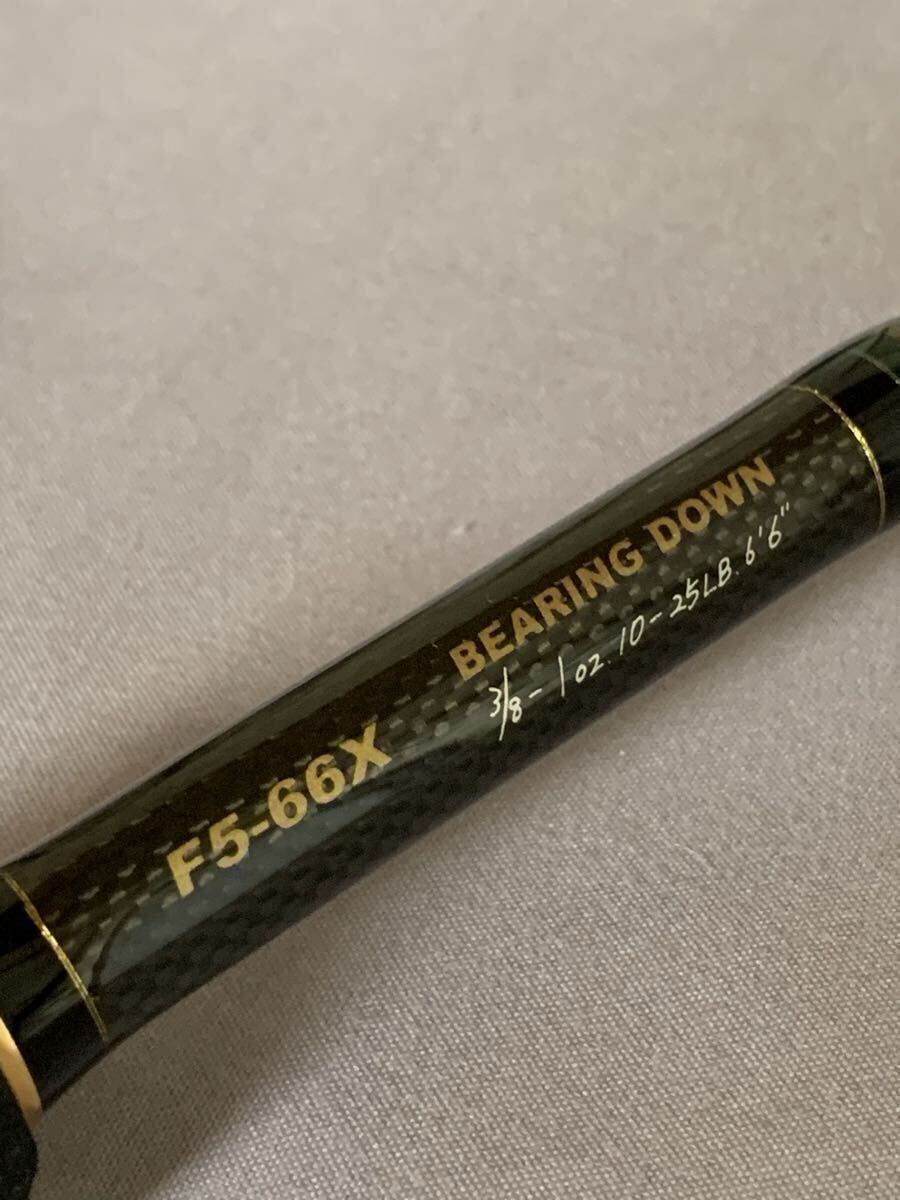 F5-66X
BEARING DOWN
3/8-1oz. 10-25LB. 6'6"